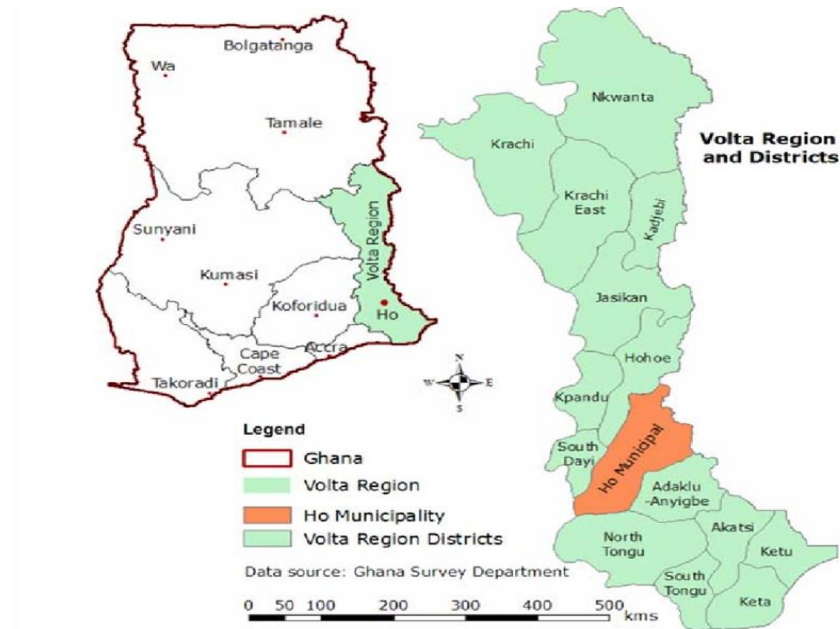 Bolgatanga
Wa
Tamale
Sunyani
Kumasi
Koforidua
Volta Region
Ho
Accra
Cape
Coast
Takoradi
N
W
E
S
Volta Region
and Districts
Nkwanta
Krachi
Krachi
East
Kadjebi
Jasikan
Hohoe
Kpandu
South
Dayi
Ho Municipal
Adaklu
-Anyigbe
North
Tongu
Akatsi
Ketu
South
Tongu
Keta
Legend
Ghana
Volta Region
Ho Municipality
Volta Region Districts
Data source: Ghana Survey Department
0 50 100 200 300 400 500 kms